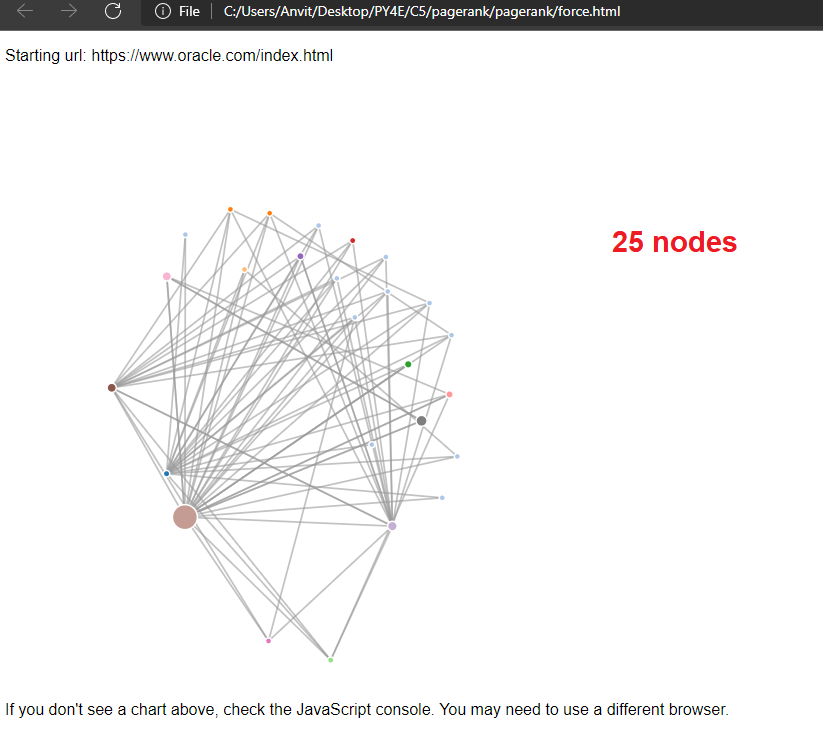 File C:/Users/Anvit/Desktop/PY4E/C5/pagerank/pagerank/force.html
Starting url: https://www.oracle.com/index.html
25 nodes
If you don't see a chart above, check the JavaScript console. You may need to use a different browser.